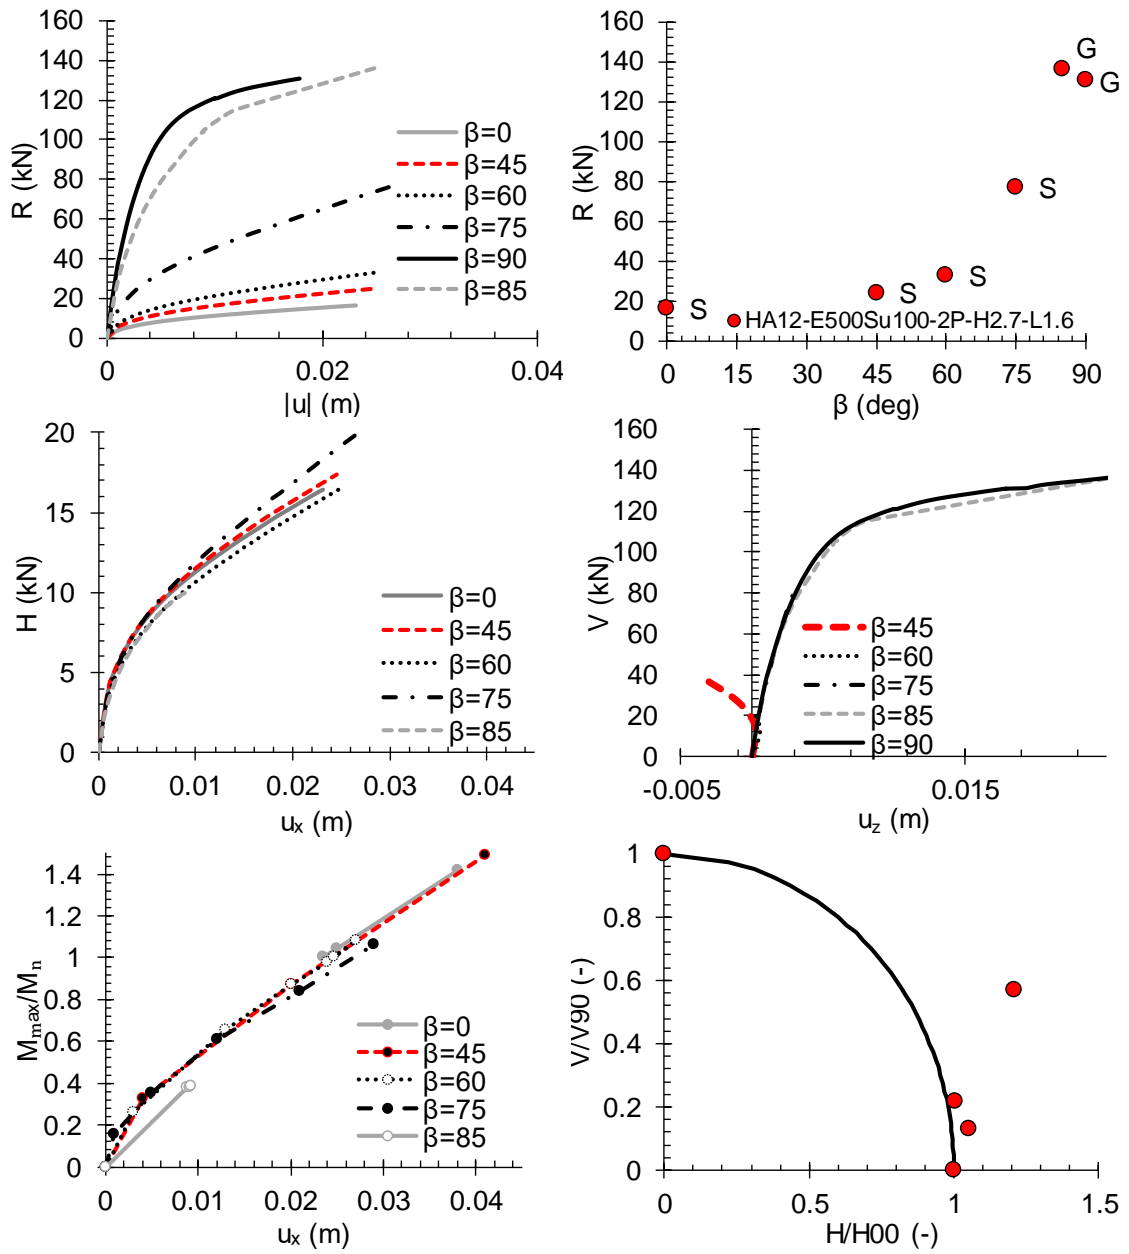 160
140
120
100
80
60
40
20
0
R (kN)
0
0.02
0.04
|u| (m)
β=0
β=45
β=60
β=75
β=90
β=85
160
140
120
100
80
60
40
20
0
R (kN)
G
G
S
S
S
S
HA12-E500Su100-2P-H2.7-L1.6
0 15 30 45 60 75 90
β (deg)
20
15
10
5
0
H (kN)
β=0
β=45
β=60
β=75
β=85
0 0.01 0.02 0.03 0.04
uₓ (m)
160
140
120
100
80
60
40
20
0
V (kN)
β=45
β=60
β=75
β=85
β=90
-0.005
0.015
u_z (m)
1.4
1.2
1
0.8
0.6
0.4
0.2
0
Mmax/Mn
β=0
β=45
β=60
β=75
β=85
0 0.01 0.02 0.03 0.04
uₓ (m)
1
0.8
0.6
0.4
0.2
0
V/V90 (-)
0 0.5 1 1.5
H/H00 (-)